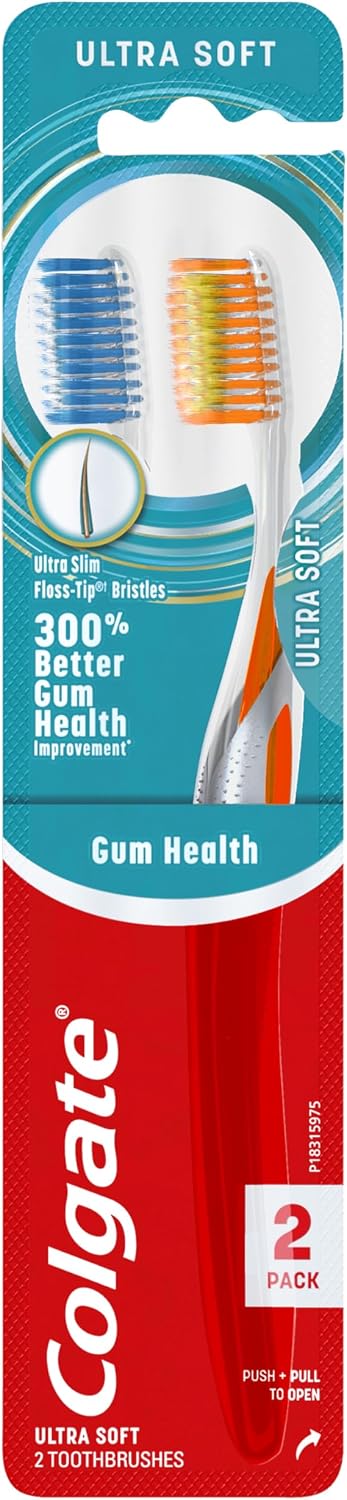 ULTRA SOFT
Ultra Slim
Floss-Tip®† Bristles
300%
Better
Gum
Health
Improvement*
ULTRA SOFT
Gum Health
Colgate®
P18315975
2
PACK
PUSH + PULL
TO OPEN
ULTRA SOFT
2 TOOTHBRUSHES